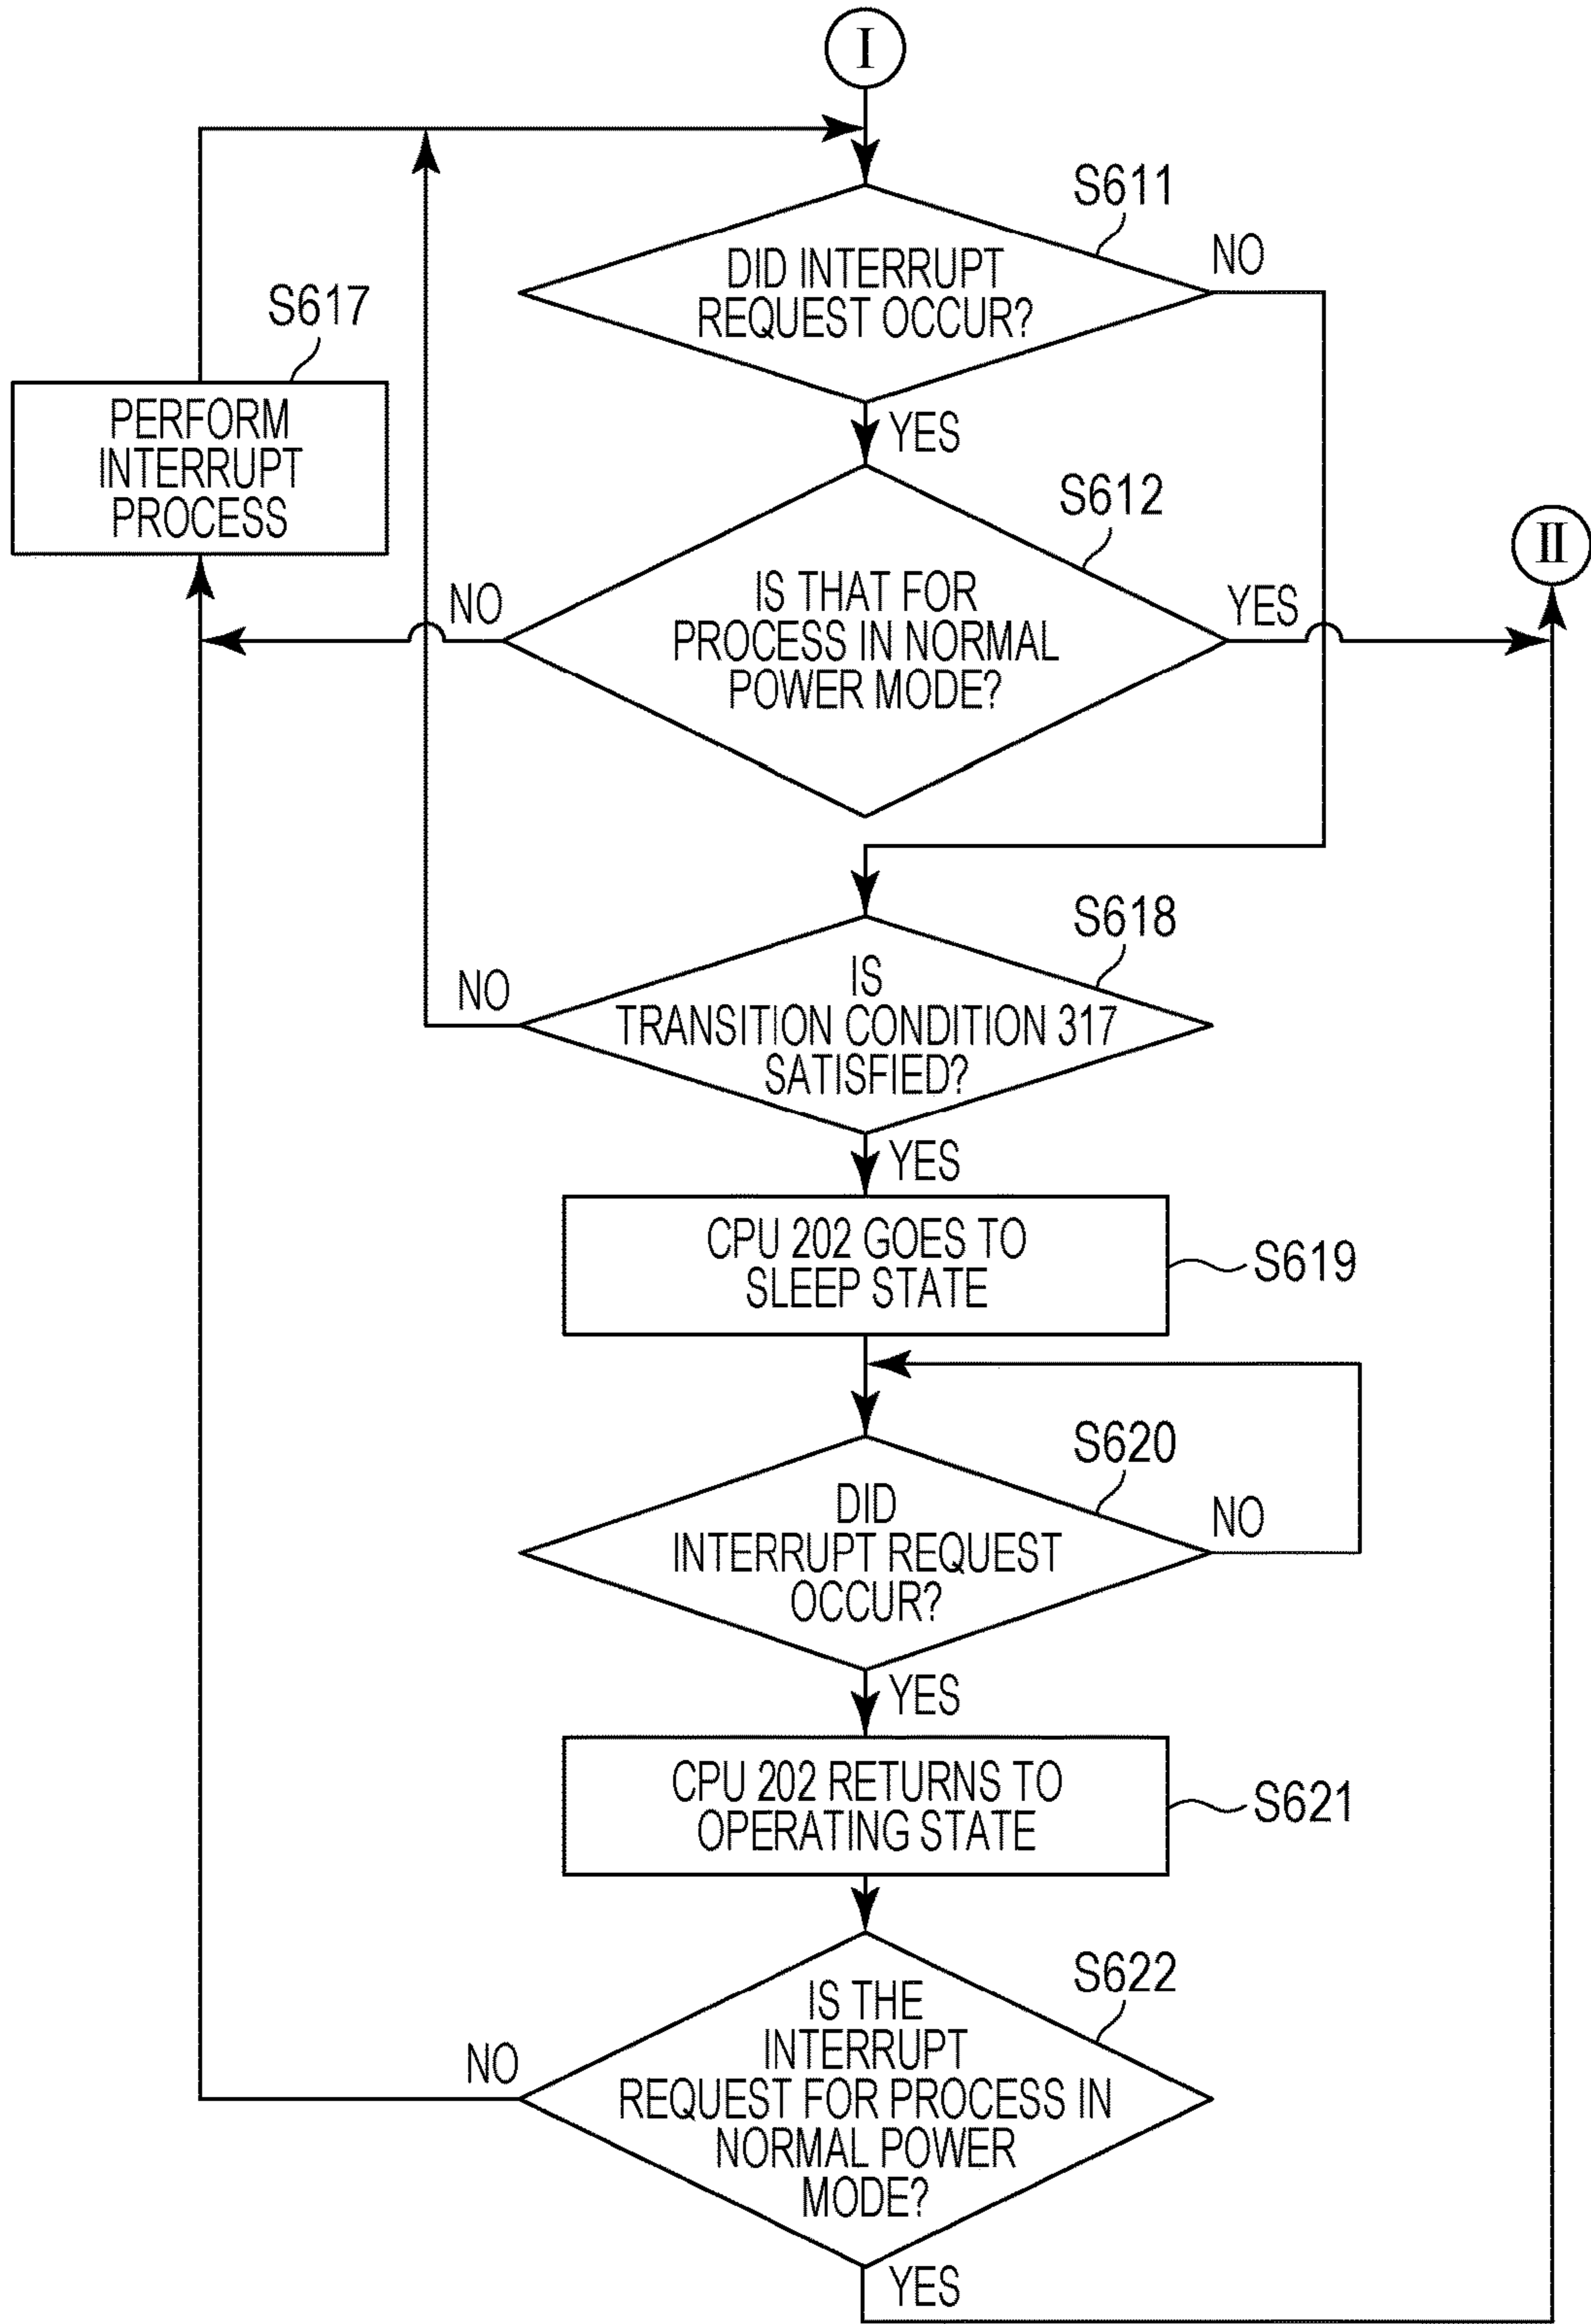 I
S611
DID INTERRUPT
REQUEST OCCUR?
NO
S617
PERFORM
INTERRUPT
PROCESS
YES
S612
II
NO
IS THAT FOR
PROCESS IN NORMAL
POWER MODE?
YES
S618
NO
IS
TRANSITION CONDITION 317
SATISFIED?
YES
CPU 202 GOES TO
SLEEP STATE
S619
S620
DID
INTERRUPT REQUEST
OCCUR?
NO
YES
CPU 202 RETURNS TO
OPERATING STATE
S621
S622
NO
IS THE
INTERRUPT
REQUEST FOR PROCESS IN
NORMAL POWER
MODE?
YES